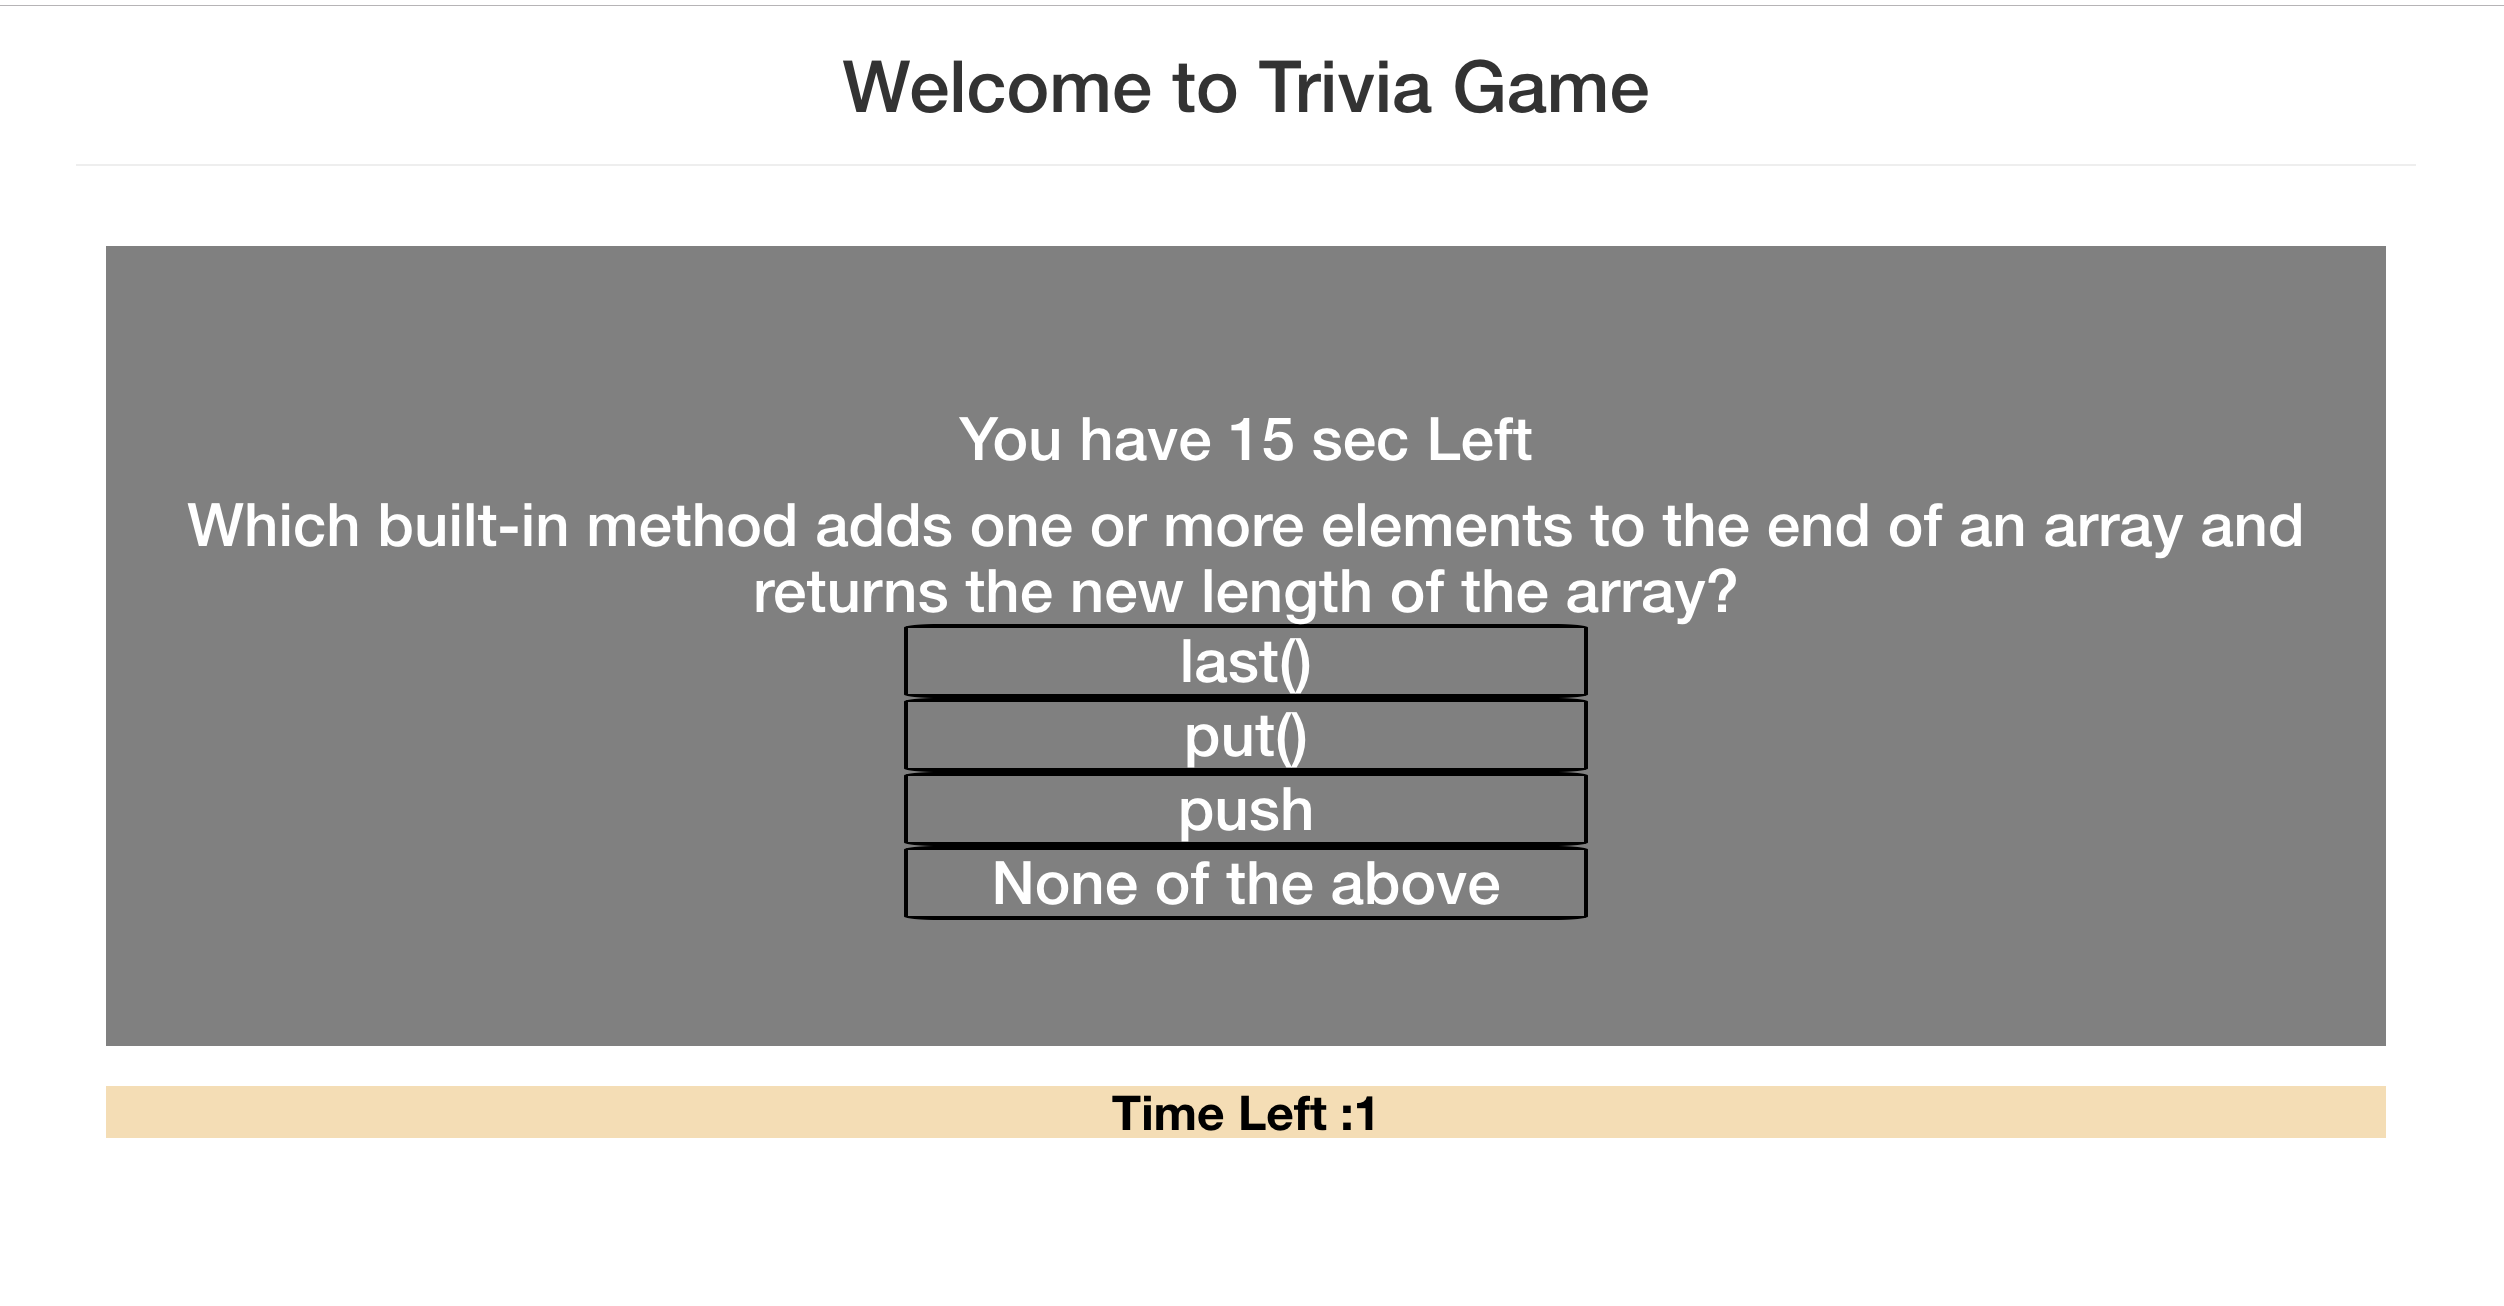 Welcome to Trivia Game
You have 15 sec Left
Which built-in method adds one or more elements to the end of an array and
returns the new length of the array?
last()
put()
push
None of the above
Time Left :1